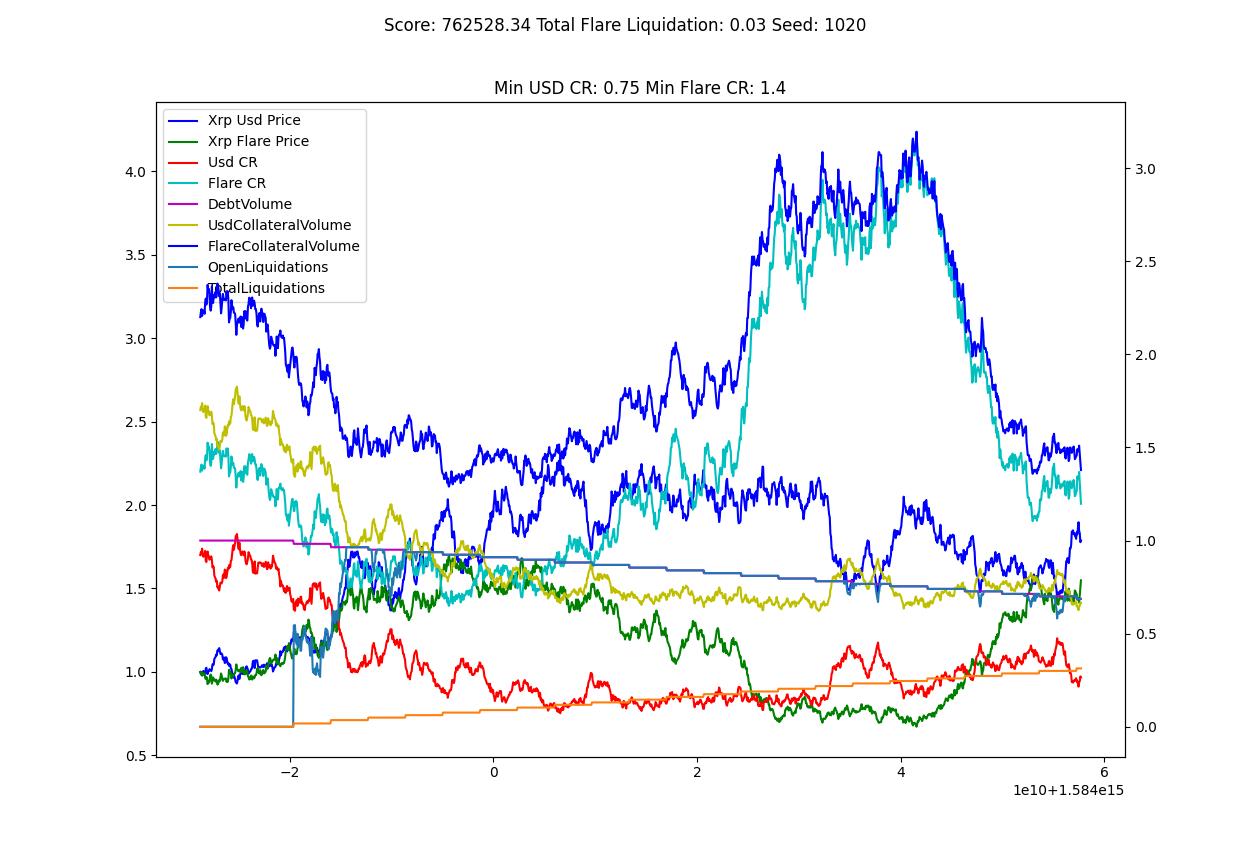 Score: 762528.34 Total Flare Liquidation: 0.03 Seed: 1020
Min USD CR: 0.75 Min Flare CR: 1.4
Xrp Usd Price
Xrp Flare Price
Usd CR
Flare CR
DebtVolume
UsdCollateralVolume
FlareCollateralVolume
OpenLiquidations
TotalLiquidations
4.0
3.5
3.0
2.5
2.0
1.5
1.0
0.5
3.0
2.5
2.0
1.5
1.0
0.5
0.0
−2
0
2
4
6
1e10+1.584e15